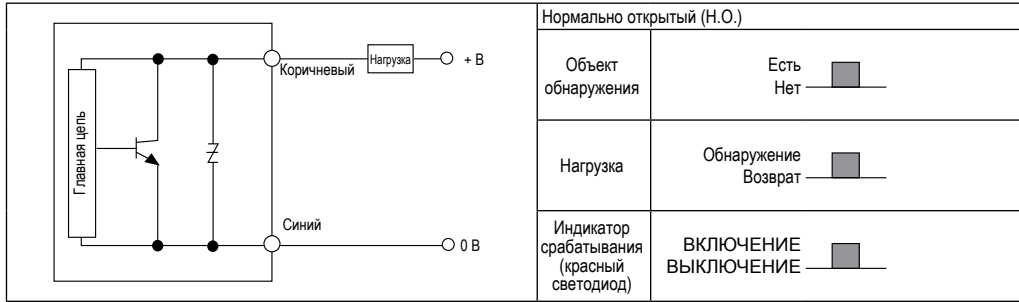 Главная цепь
Коричневый
Нагрузка
+ В
Синий
0 В
Нормально открытый (Н.О.)
Объект
обнаружения
Есть
Нет
Нагрузка
Обнаружение
Возврат
Индикатор
срабатывания
(красный
светодиод)
ВКЛЮЧЕНИЕ
ВЫКЛЮЧЕНИЕ